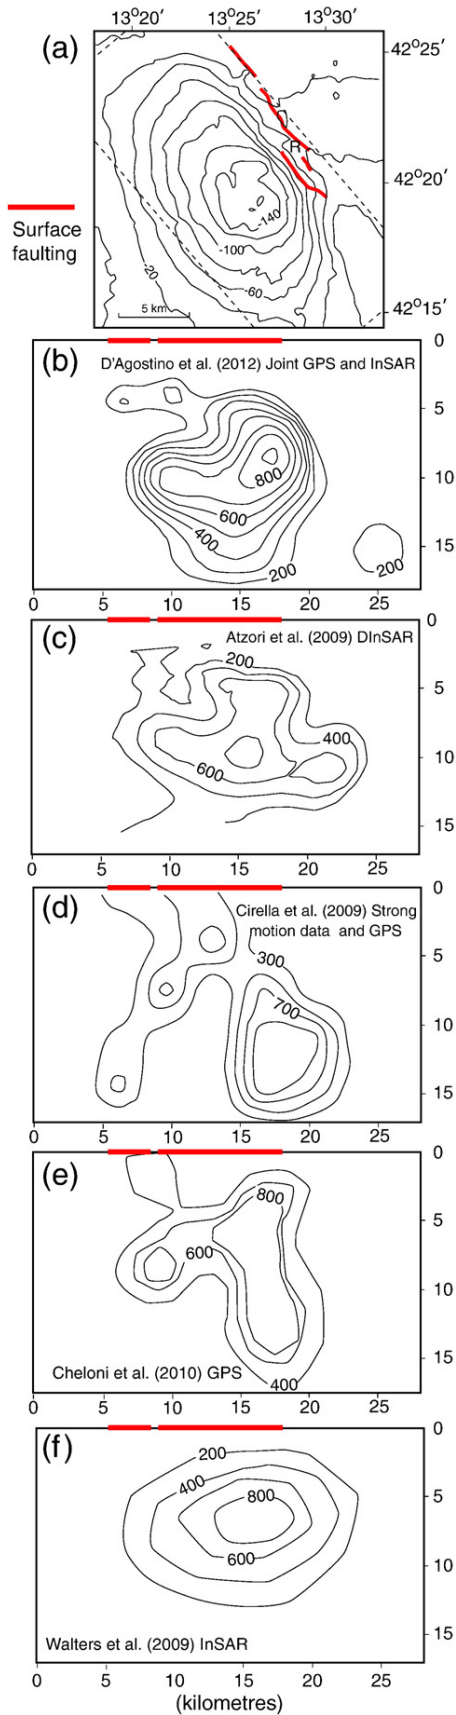 13°20′ 13°25′ 13°30′
(a)
42°25′
R
42°20′
Surface
faulting
-140
-100
-60
-20
5 km
42°15′
(b)
0
D'Agostino et al. (2012) Joint GPS and InSAR
5
800
10
600
400
15
200
200
0 5 10 15 20 25
(c)
0
Atzori et al. (2009) DInSAR
200
5
400
10
600
15
0 5 10 15 20 25
(d)
0
Cirella et al. (2009) Strong
motion data and GPS
300
5
700
10
15
0 5 10 15 20 25
(e)
0
800
5
600
10
Cheloni et al. (2010) GPS
15
400
0 5 10 15 20 25
(f)
0
200
400
5
800
600
10
Walters et al. (2009) InSAR
15
0 5 10 15 20 25
(kilometres)